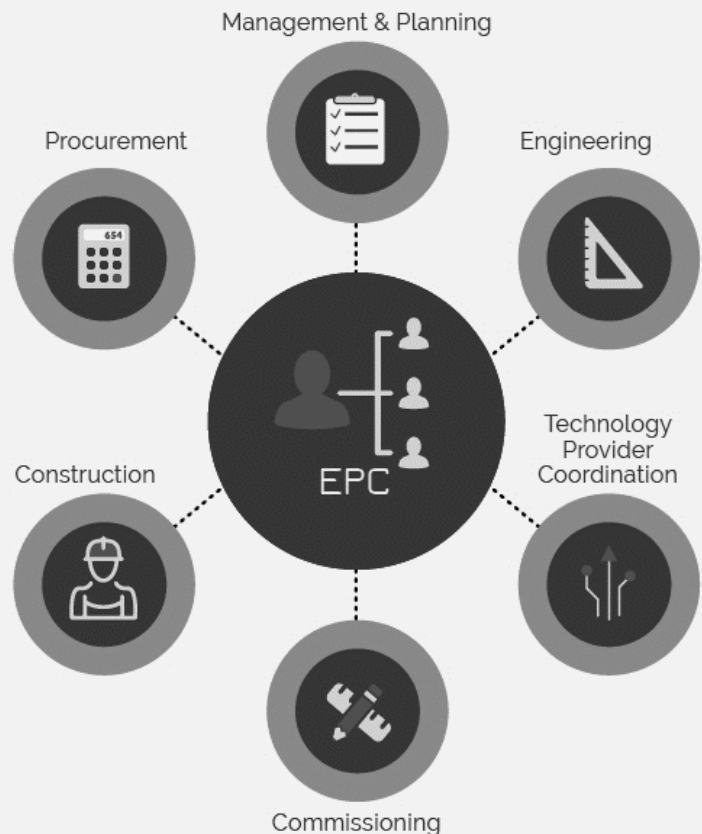 Management & Planning
Procurement
Engineering
654
EPC
Technology
Provider
Coordination
Construction
Commissioning